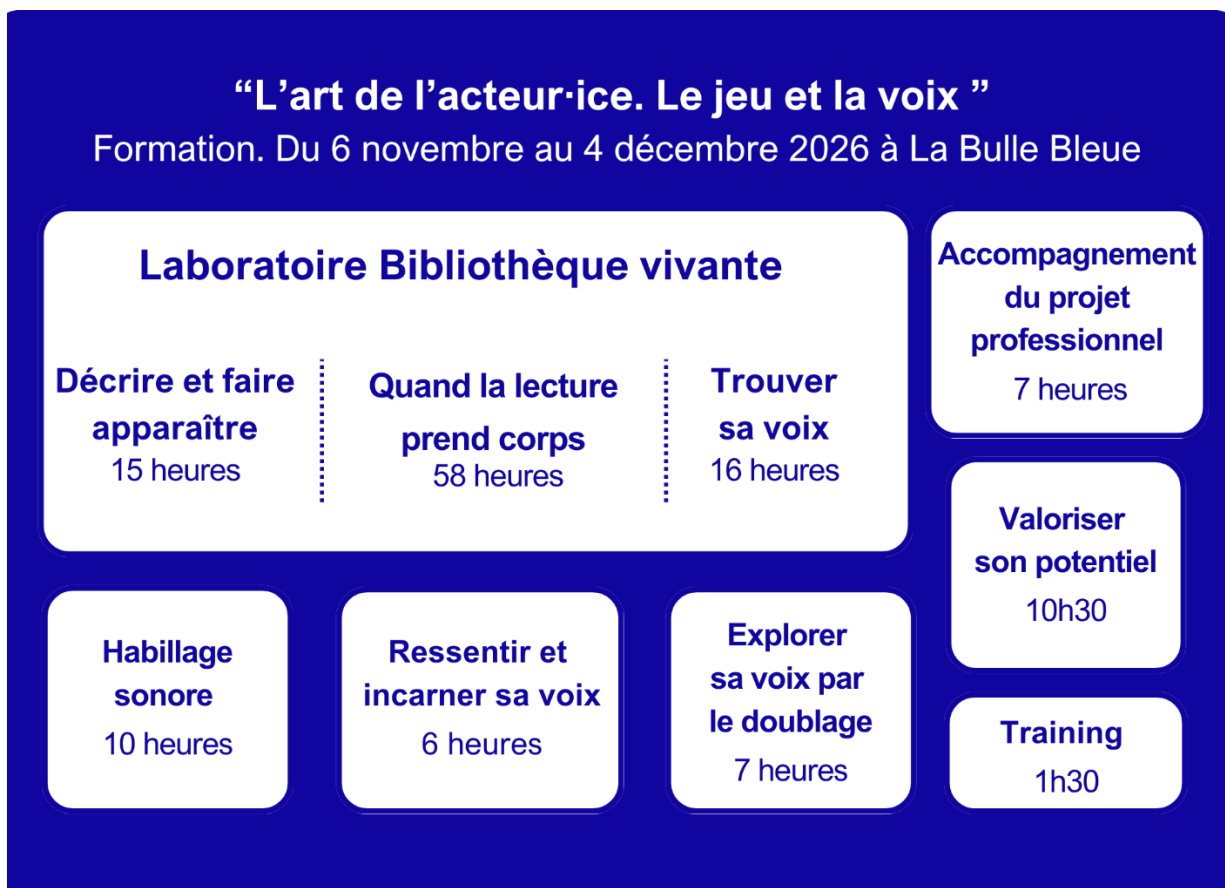 “L’art de l’acteur·ice. Le jeu et la voix ”
Formation. Du 6 novembre au 4 décembre 2026 à La Bulle Bleue
Laboratoire Bibliothèque vivante
Décrire et faire
apparaître
15 heures
Quand la lecture
prend corps
58 heures
Trouver
sa voix
16 heures
Accompagnement
du projet
professionnel
7 heures
Valoriser
son potentiel
10h30
Habillage
sonore
10 heures
Ressentir et
incarner sa voix
6 heures
Explorer
sa voix par
le doublage
7 heures
Training
1h30